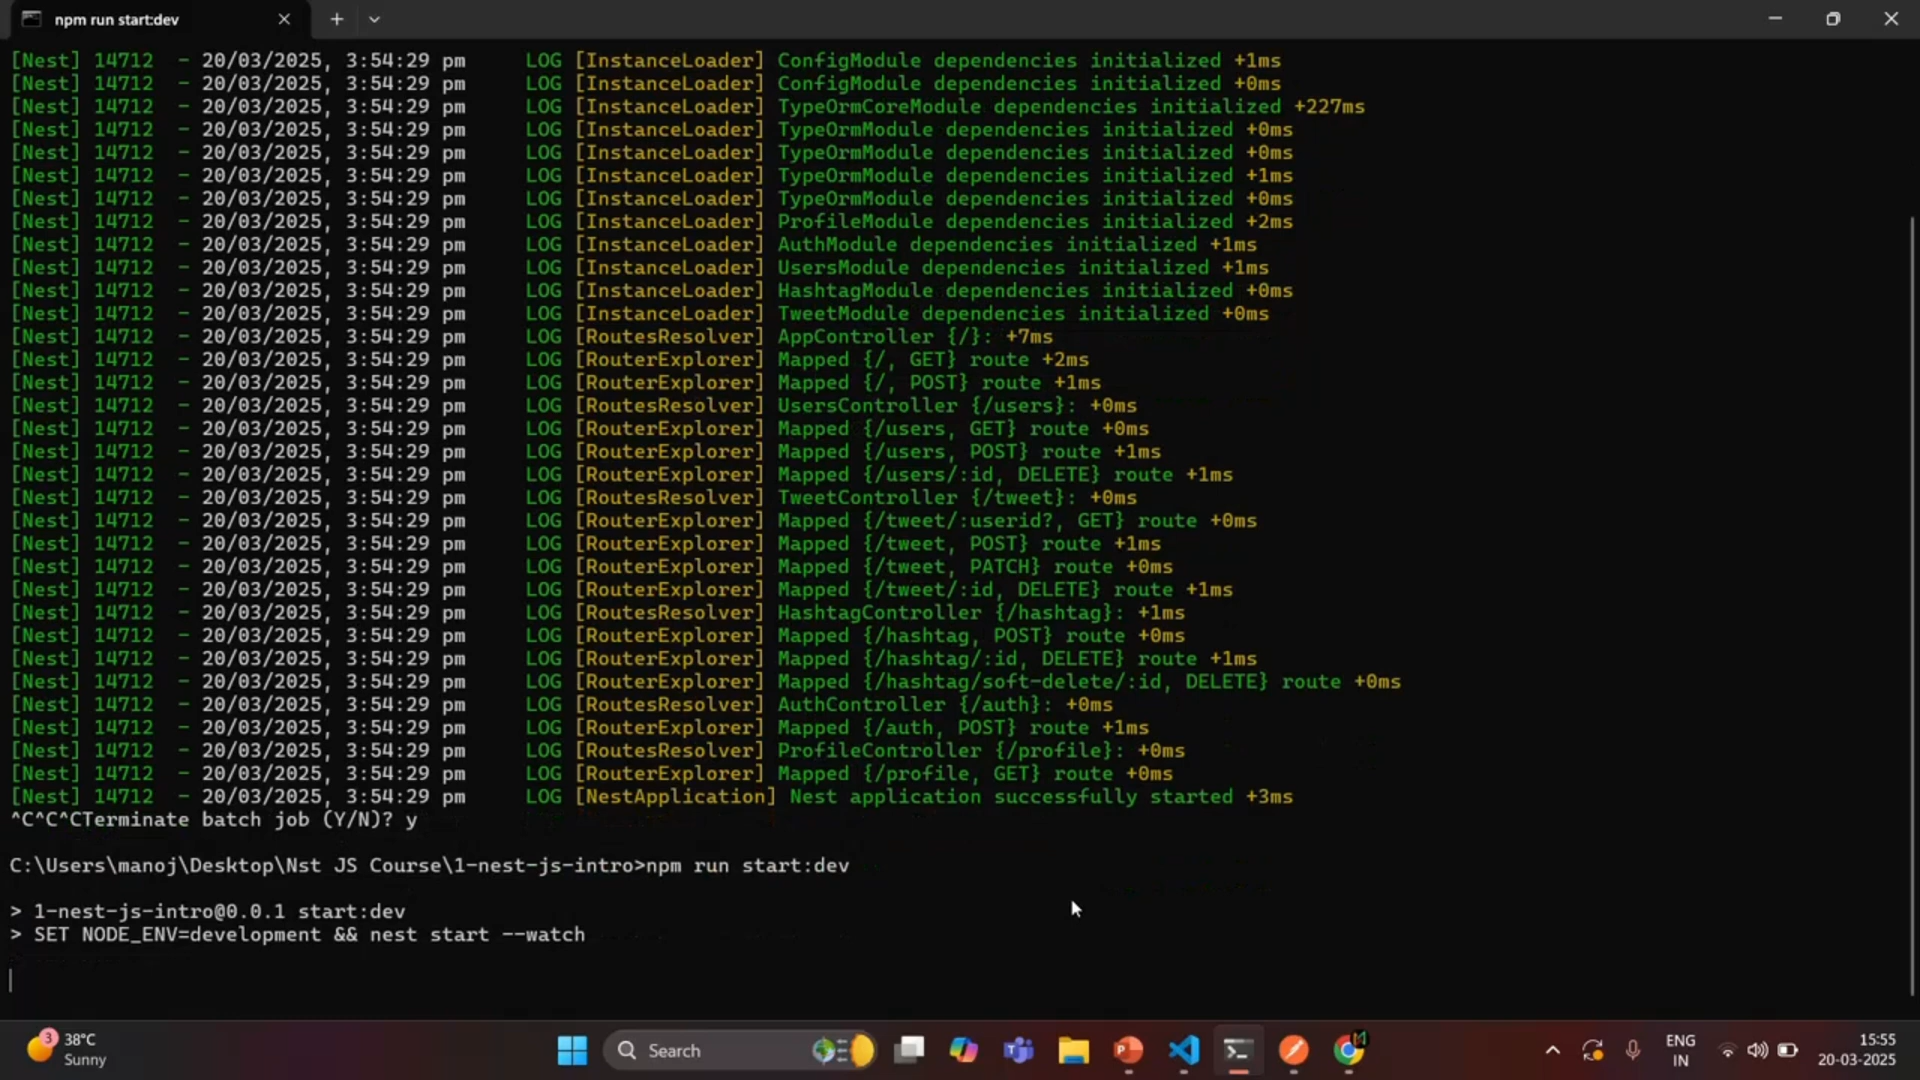 npm run start:dev
[Nest] 14712  - 20/03/2025, 3:54:29 pm     LOG [InstanceLoader] ConfigModule dependencies initialized +1ms
[Nest] 14712  - 20/03/2025, 3:54:29 pm     LOG [InstanceLoader] ConfigModule dependencies initialized +0ms
[Nest] 14712  - 20/03/2025, 3:54:29 pm     LOG [InstanceLoader] TypeOrmCoreModule dependencies initialized +227ms
[Nest] 14712  - 20/03/2025, 3:54:29 pm     LOG [InstanceLoader] TypeOrmModule dependencies initialized +0ms
[Nest] 14712  - 20/03/2025, 3:54:29 pm     LOG [InstanceLoader] TypeOrmModule dependencies initialized +0ms
[Nest] 14712  - 20/03/2025, 3:54:29 pm     LOG [InstanceLoader] TypeOrmModule dependencies initialized +1ms
[Nest] 14712  - 20/03/2025, 3:54:29 pm     LOG [InstanceLoader] TypeOrmModule dependencies initialized +0ms
[Nest] 14712  - 20/03/2025, 3:54:29 pm     LOG [InstanceLoader] ProfileModule dependencies initialized +2ms
[Nest] 14712  - 20/03/2025, 3:54:29 pm     LOG [InstanceLoader] AuthModule dependencies initialized +1ms
[Nest] 14712  - 20/03/2025, 3:54:29 pm     LOG [InstanceLoader] UsersModule dependencies initialized +1ms
[Nest] 14712  - 20/03/2025, 3:54:29 pm     LOG [InstanceLoader] HashtagModule dependencies initialized +0ms
[Nest] 14712  - 20/03/2025, 3:54:29 pm     LOG [InstanceLoader] TweetModule dependencies initialized +0ms
[Nest] 14712  - 20/03/2025, 3:54:29 pm     LOG [RoutesResolver] AppController {/}: +7ms
[Nest] 14712  - 20/03/2025, 3:54:29 pm     LOG [RouterExplorer] Mapped {/, GET} route +2ms
[Nest] 14712  - 20/03/2025, 3:54:29 pm     LOG [RouterExplorer] Mapped {/, POST} route +1ms
[Nest] 14712  - 20/03/2025, 3:54:29 pm     LOG [RoutesResolver] UsersController {/users}: +0ms
[Nest] 14712  - 20/03/2025, 3:54:29 pm     LOG [RouterExplorer] Mapped {/users, GET} route +0ms
[Nest] 14712  - 20/03/2025, 3:54:29 pm     LOG [RouterExplorer] Mapped {/users, POST} route +1ms
[Nest] 14712  - 20/03/2025, 3:54:29 pm     LOG [RouterExplorer] Mapped {/users/:id, DELETE} route +1ms
[Nest] 14712  - 20/03/2025, 3:54:29 pm     LOG [RoutesResolver] TweetController {/tweet}: +0ms
[Nest] 14712  - 20/03/2025, 3:54:29 pm     LOG [RouterExplorer] Mapped {/tweet/:userid?, GET} route +0ms
[Nest] 14712  - 20/03/2025, 3:54:29 pm     LOG [RouterExplorer] Mapped {/tweet, POST} route +1ms
[Nest] 14712  - 20/03/2025, 3:54:29 pm     LOG [RouterExplorer] Mapped {/tweet, PATCH} route +0ms
[Nest] 14712  - 20/03/2025, 3:54:29 pm     LOG [RouterExplorer] Mapped {/tweet/:id, DELETE} route +1ms
[Nest] 14712  - 20/03/2025, 3:54:29 pm     LOG [RoutesResolver] HashtagController {/hashtag}: +1ms
[Nest] 14712  - 20/03/2025, 3:54:29 pm     LOG [RouterExplorer] Mapped {/hashtag, POST} route +0ms
[Nest] 14712  - 20/03/2025, 3:54:29 pm     LOG [RouterExplorer] Mapped {/hashtag/:id, DELETE} route +1ms
[Nest] 14712  - 20/03/2025, 3:54:29 pm     LOG [RouterExplorer] Mapped {/hashtag/soft-delete/:id, DELETE} route +0ms
[Nest] 14712  - 20/03/2025, 3:54:29 pm     LOG [RoutesResolver] AuthController {/auth}: +0ms
[Nest] 14712  - 20/03/2025, 3:54:29 pm     LOG [RouterExplorer] Mapped {/auth, POST} route +1ms
[Nest] 14712  - 20/03/2025, 3:54:29 pm     LOG [RoutesResolver] ProfileController {/profile}: +0ms
[Nest] 14712  - 20/03/2025, 3:54:29 pm     LOG [RouterExplorer] Mapped {/profile, GET} route +0ms
[Nest] 14712  - 20/03/2025, 3:54:29 pm     LOG [NestApplication] Nest application successfully started +3ms
^C^C^CTerminate batch job (Y/N)? y
C:\Users\manoj\Desktop\Nst JS Course\1-nest-js-intro>npm run start:dev
> 1-nest-js-intro@0.0.1 start:dev
> SET NODE_ENV=development && nest start --watch
3
38°C
Sunny
Search
ENG
IN
15:55
20-03-2025